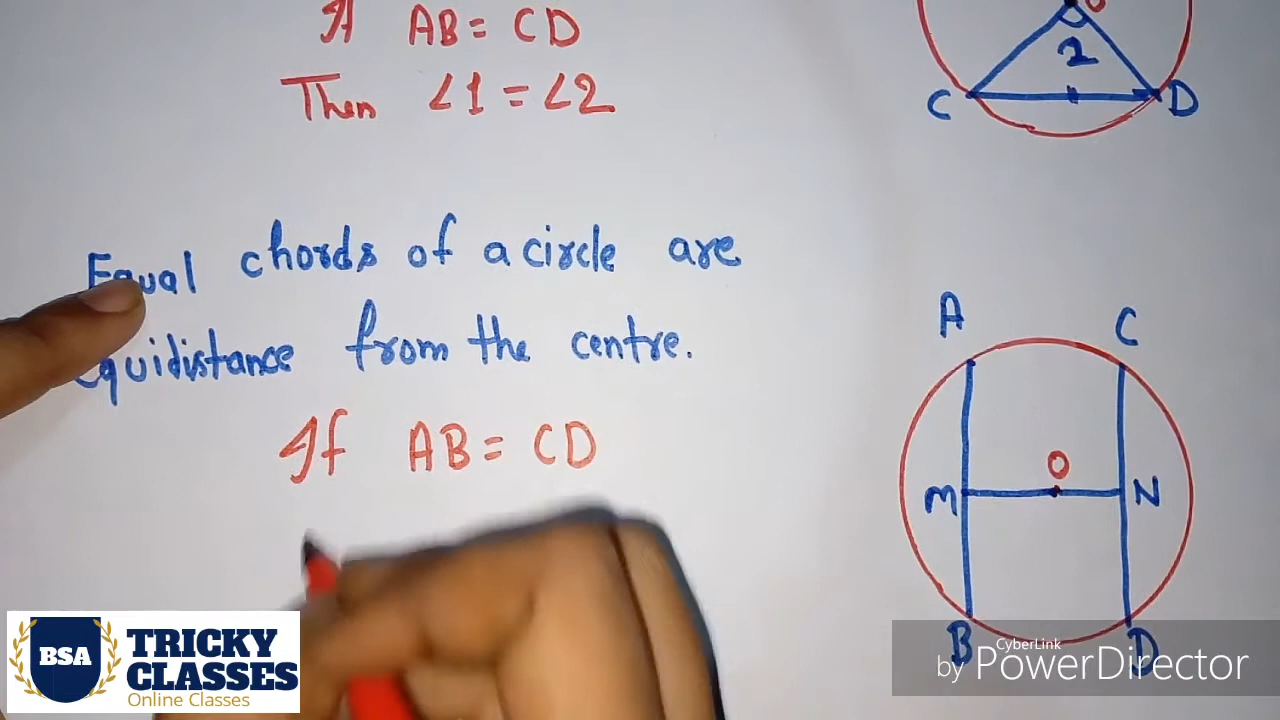 If AB = CD
Then ∠1 = ∠2
O
2
C D
Equal chords of a circle are
equidistance from the centre.
If AB = CD
A C
O
M N
B D
BSA TRICKY
CLASSES
Online Classes
CyberLink
by PowerDirector